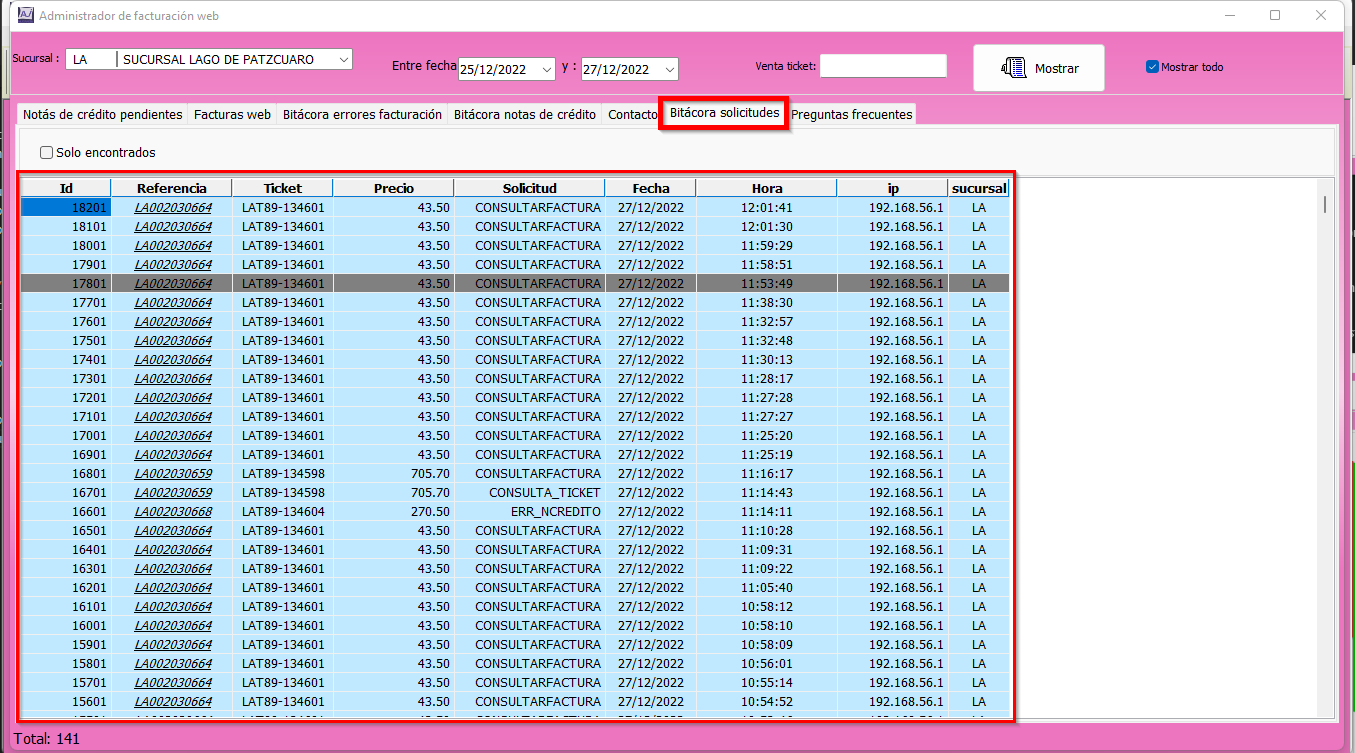 Administrador de facturación web
Sucursal : LA SUCURSAL LAGO DE PATZCUARO Entre fecha 25/12/2022 y : 27/12/2022 Venta ticket: Mostrar Mostrar todo
Notás de crédito pendientes Facturas web Bitácora errores facturación Bitácora notas de crédito Contacto Bitácora solicitudes Preguntas frecuentes
Solo encontrados
Id Referencia Ticket Precio Solicitud Fecha Hora ip sucursal
18201 LA002030664 LAT89-134601 43.50 CONSULTARFACTURA 27/12/2022 12:01:41 192.168.56.1 LA
18101 LA002030664 LAT89-134601 43.50 CONSULTARFACTURA 27/12/2022 12:01:30 192.168.56.1 LA
18001 LA002030664 LAT89-134601 43.50 CONSULTARFACTURA 27/12/2022 11:59:29 192.168.56.1 LA
17901 LA002030664 LAT89-134601 43.50 CONSULTARFACTURA 27/12/2022 11:58:51 192.168.56.1 LA
17801 LA002030664 LAT89-134601 43.50 CONSULTARFACTURA 27/12/2022 11:53:49 192.168.56.1 LA
17701 LA002030664 LAT89-134601 43.50 CONSULTARFACTURA 27/12/2022 11:38:30 192.168.56.1 LA
17601 LA002030664 LAT89-134601 43.50 CONSULTARFACTURA 27/12/2022 11:32:57 192.168.56.1 LA
17501 LA002030664 LAT89-134601 43.50 CONSULTARFACTURA 27/12/2022 11:32:48 192.168.56.1 LA
17401 LA002030664 LAT89-134601 43.50 CONSULTARFACTURA 27/12/2022 11:30:13 192.168.56.1 LA
17301 LA002030664 LAT89-134601 43.50 CONSULTARFACTURA 27/12/2022 11:28:17 192.168.56.1 LA
17201 LA002030664 LAT89-134601 43.50 CONSULTARFACTURA 27/12/2022 11:27:28 192.168.56.1 LA
17101 LA002030664 LAT89-134601 43.50 CONSULTARFACTURA 27/12/2022 11:27:27 192.168.56.1 LA
17001 LA002030664 LAT89-134601 43.50 CONSULTARFACTURA 27/12/2022 11:25:20 192.168.56.1 LA
16901 LA002030664 LAT89-134601 43.50 CONSULTARFACTURA 27/12/2022 11:25:19 192.168.56.1 LA
16801 LA002030659 LAT89-134598 705.70 CONSULTARFACTURA 27/12/2022 11:16:17 192.168.56.1 LA
16701 LA002030659 LAT89-134598 705.70 CONSULTA_TICKET 27/12/2022 11:14:43 192.168.56.1 LA
16601 LA002030668 LAT89-134604 270.50 ERR_NCREDITO 27/12/2022 11:14:11 192.168.56.1 LA
16501 LA002030664 LAT89-134601 43.50 CONSULTARFACTURA 27/12/2022 11:10:28 192.168.56.1 LA
16401 LA002030664 LAT89-134601 43.50 CONSULTARFACTURA 27/12/2022 11:09:31 192.168.56.1 LA
16301 LA002030664 LAT89-134601 43.50 CONSULTARFACTURA 27/12/2022 11:09:22 192.168.56.1 LA
16201 LA002030664 LAT89-134601 43.50 CONSULTARFACTURA 27/12/2022 11:05:40 192.168.56.1 LA
16101 LA002030664 LAT89-134601 43.50 CONSULTARFACTURA 27/12/2022 10:58:12 192.168.56.1 LA
16001 LA002030664 LAT89-134601 43.50 CONSULTARFACTURA 27/12/2022 10:58:10 192.168.56.1 LA
15901 LA002030664 LAT89-134601 43.50 CONSULTARFACTURA 27/12/2022 10:58:09 192.168.56.1 LA
15801 LA002030664 LAT89-134601 43.50 CONSULTARFACTURA 27/12/2022 10:56:01 192.168.56.1 LA
15701 LA002030664 LAT89-134601 43.50 CONSULTARFACTURA 27/12/2022 10:55:14 192.168.56.1 LA
15601 LA002030664 LAT89-134601 43.50 CONSULTARFACTURA 27/12/2022 10:54:52 192.168.56.1 LA
Total: 141